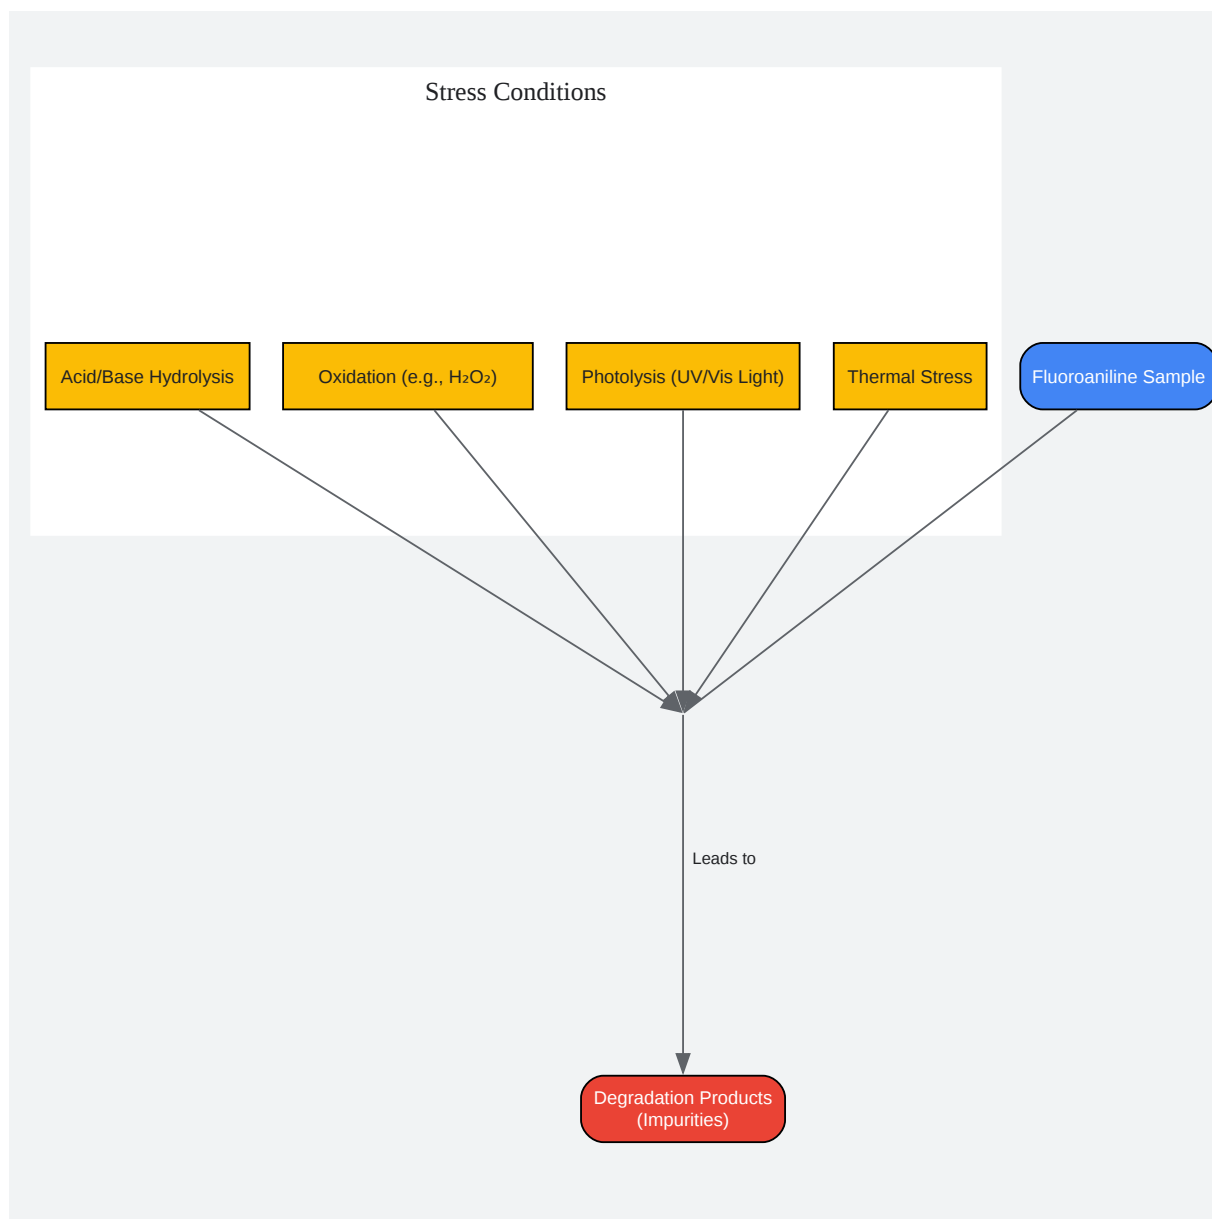 Stress Conditions
Acid/Base Hydrolysis
Oxidation (e.g., H₂O₂)
Photolysis (UV/Vis Light)
Thermal Stress
Fluoroaniline Sample
Leads to
Degradation Products
(Impurities)